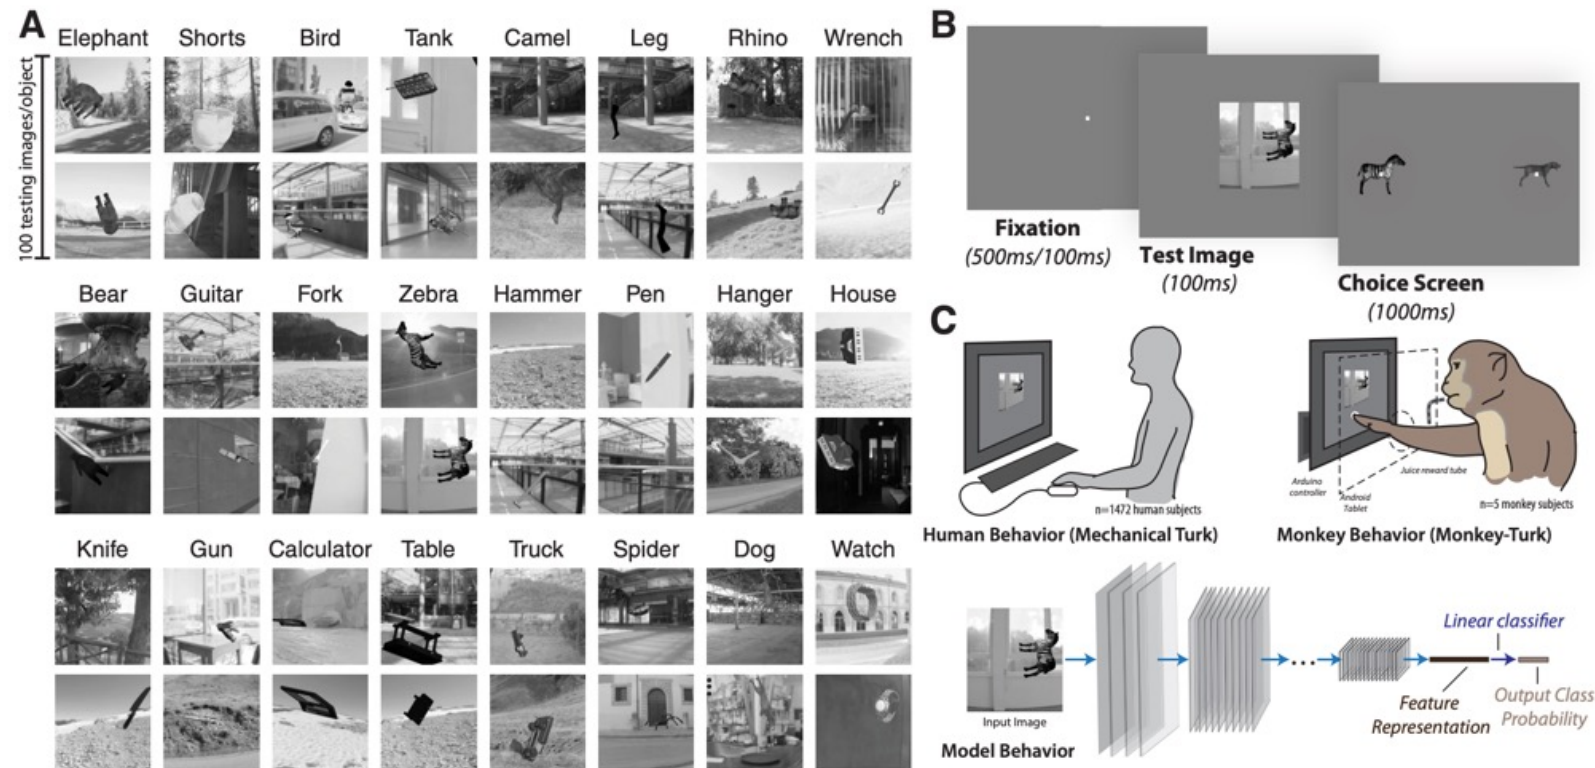 A
Elephant Shorts Bird Tank Camel Leg Rhino Wrench
100 testing images/object
Bear Guitar Fork Zebra Hammer Pen Hanger House
Knife Gun Calculator Table Truck Spider Dog Watch
B
Fixation
(500ms/100ms)
Test Image
(100ms)
Choice Screen
(1000ms)
C
n=1472 human subjects
Human Behavior (Mechanical Turk)
Arduino
controller
Android
Tablet
Juice reward tube
n=5 monkey subjects
Monkey Behavior (Monkey-Turk)
Input Image
Model Behavior
...
Linear classifier
Feature
Representation
Output Class
Probability